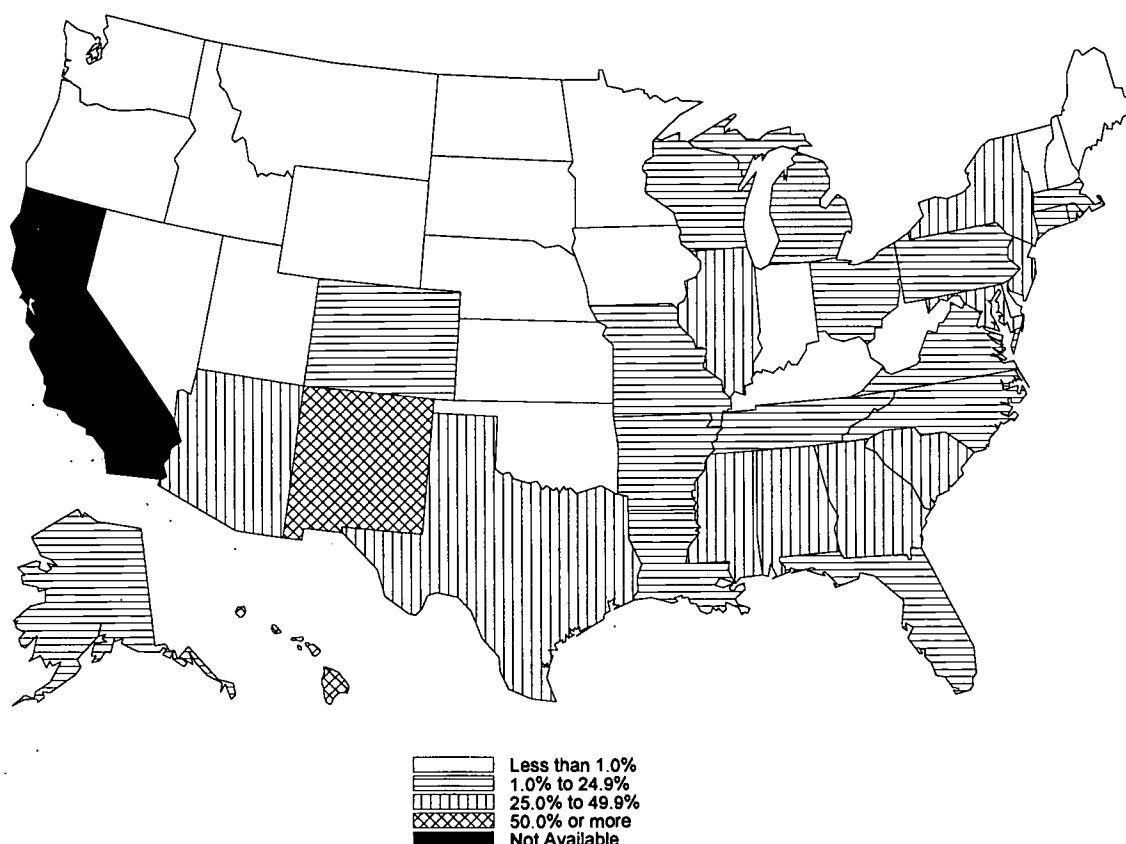 Less than 1.0%
1.0% to 24.9%
25.0% to 49.9%
50.0% or more
Not Available